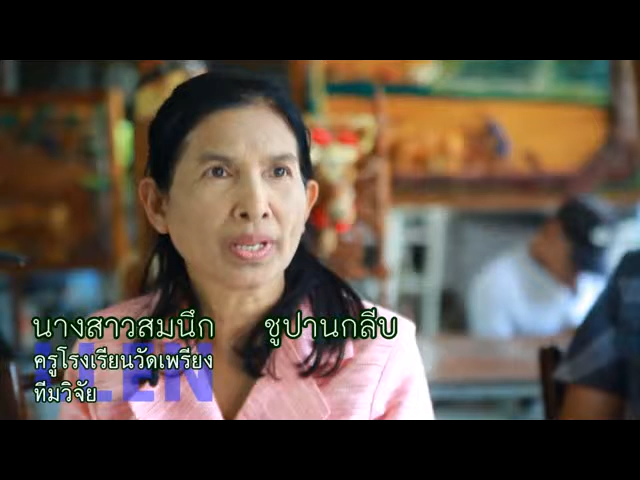 นางสาวสมนึก ชูปานกลีบ
ครูโรงเรียนวัดเพรียง
ทีมวิจัย